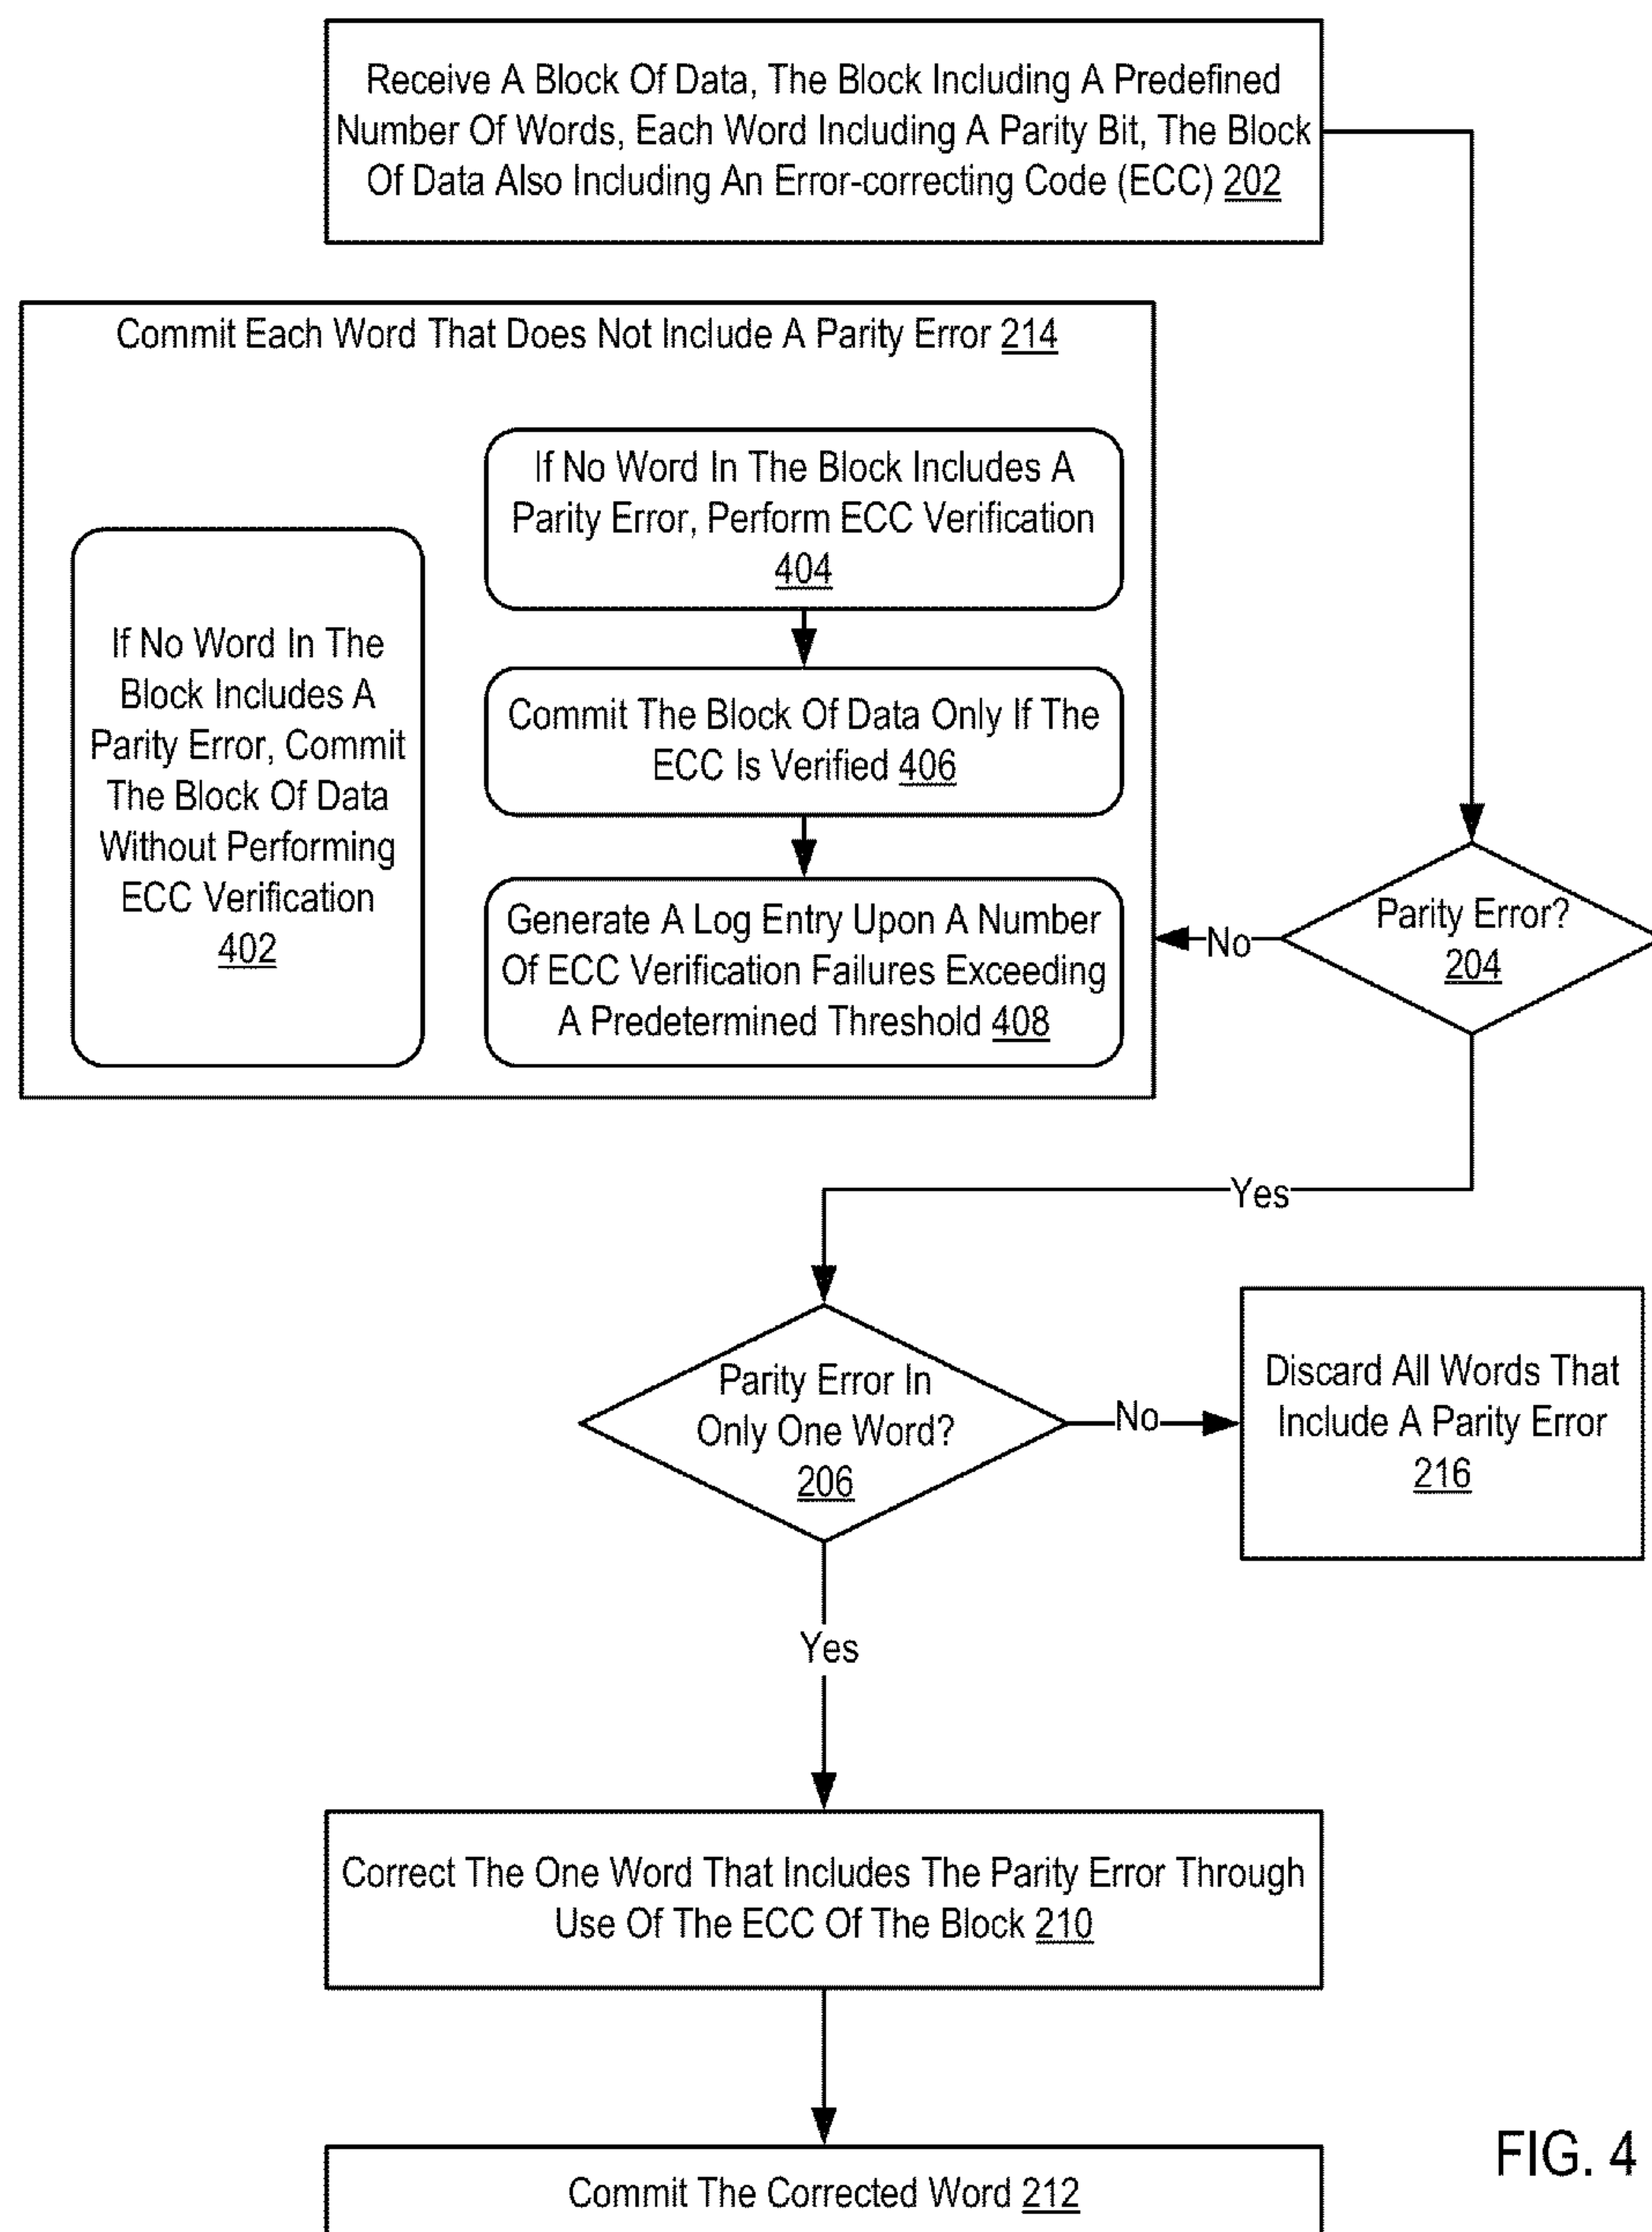 Receive A Block Of Data, The Block Including A Predefined
Number Of Words, Each Word Including A Parity Bit, The Block
Of Data Also Including An Error-correcting Code (ECC) 202
Commit Each Word That Does Not Include A Parity Error 214
If No Word In The
Block Includes A
Parity Error, Commit
The Block Of Data
Without Performing
ECC Verification
402
If No Word In The Block Includes A
Parity Error, Perform ECC Verification
404
Commit The Block Of Data Only If The
ECC Is Verified 406
Generate A Log Entry Upon A Number
Of ECC Verification Failures Exceeding
A Predetermined Threshold 408
No
Parity Error?
204
Yes
Parity Error In
Only One Word?
206
No
Discard All Words That
Include A Parity Error
216
Yes
Correct The One Word That Includes The Parity Error Through
Use Of The ECC Of The Block 210
Commit The Corrected Word 212
FIG. 4